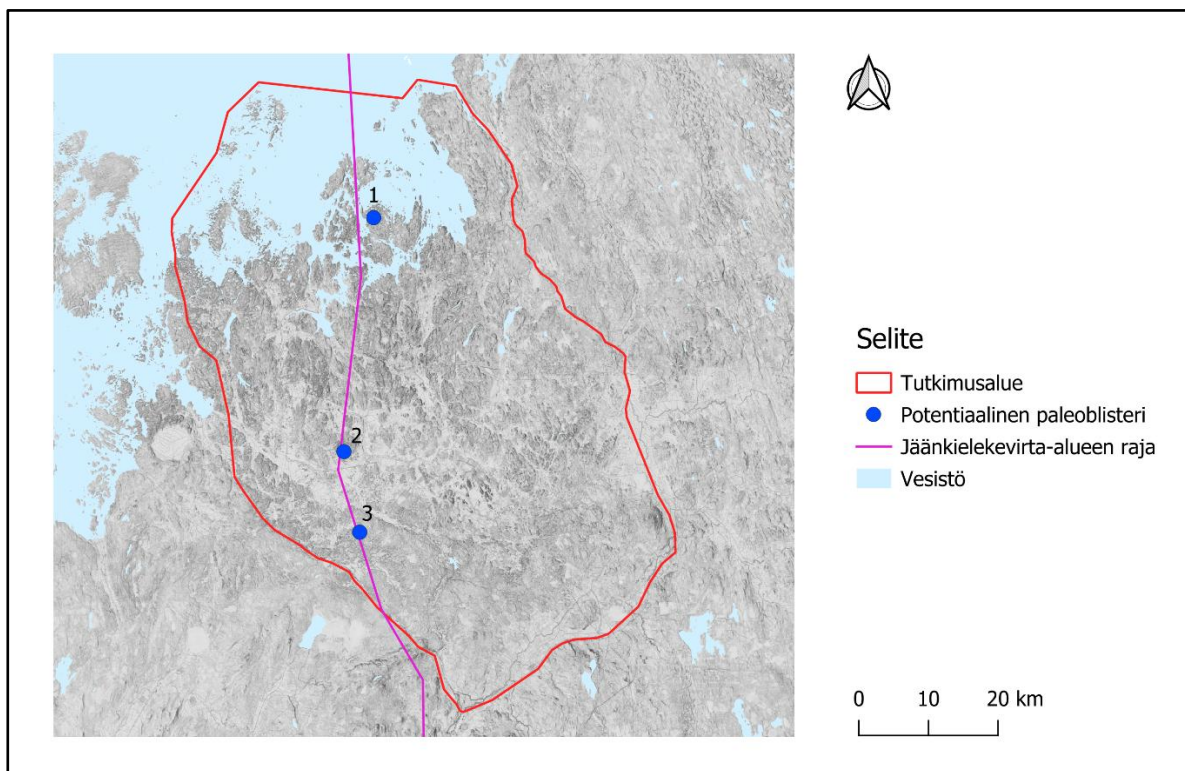 1
2
3
Selite
Tutkimusalue
Potentiaalinen paleoblisteri
Jäänkielekevirta-alueen raja
Vesistö
0 10 20 km